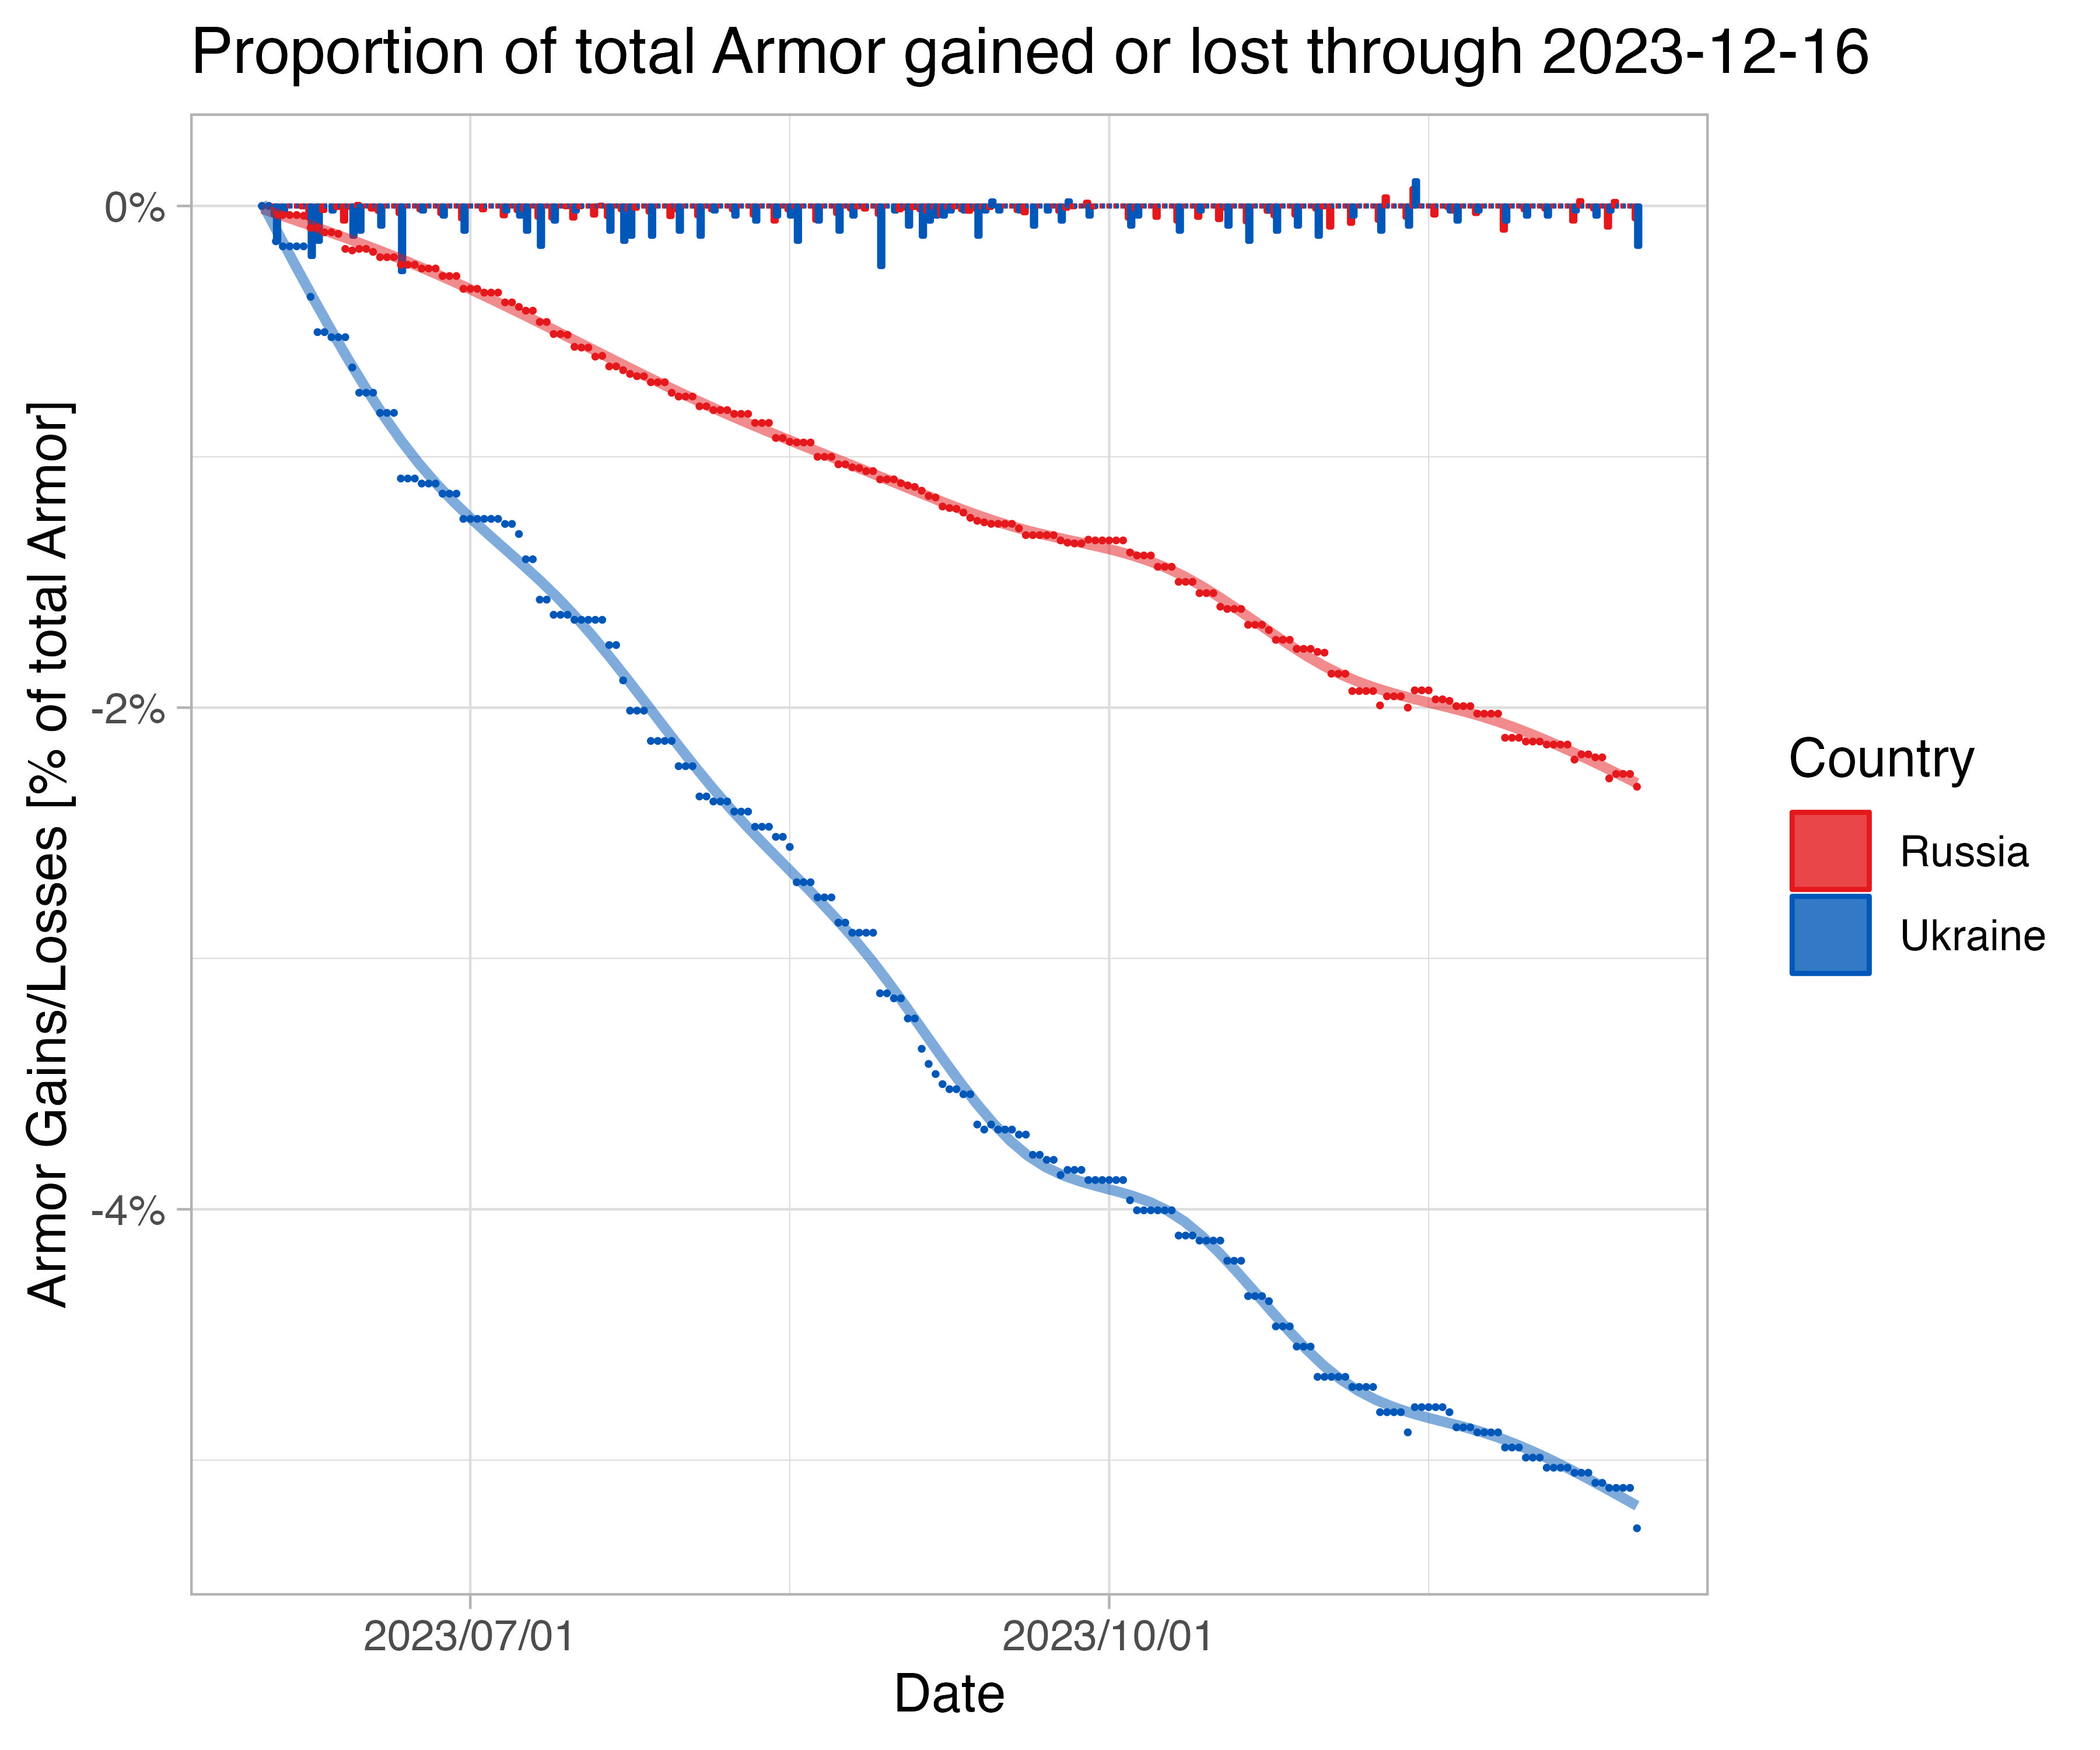 Proportion of total Armor gained or lost through 2023-12-16
Armor Gains/Losses [% of total Armor]
0%
-2%
-4%
2023/07/01
2023/10/01
Date
Country
Russia
Ukraine